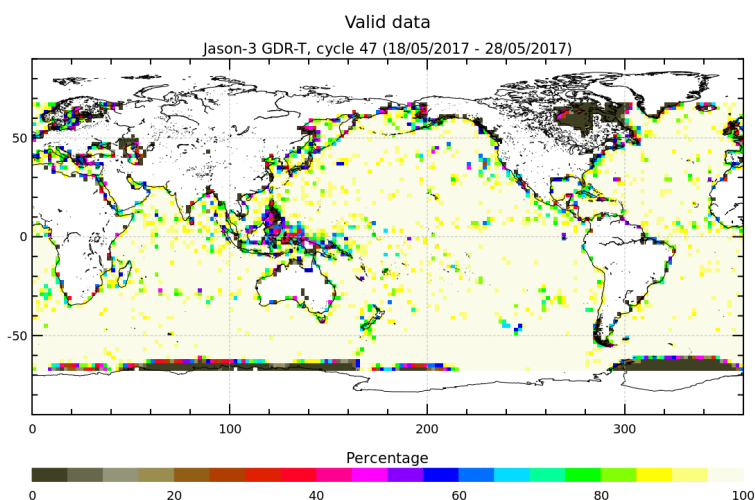 Valid data
Jason-3 GDR-T, cycle 47 (18/05/2017 - 28/05/2017)
50
0
-50
0 100 200 300
Percentage
0 20 40 60 80 100